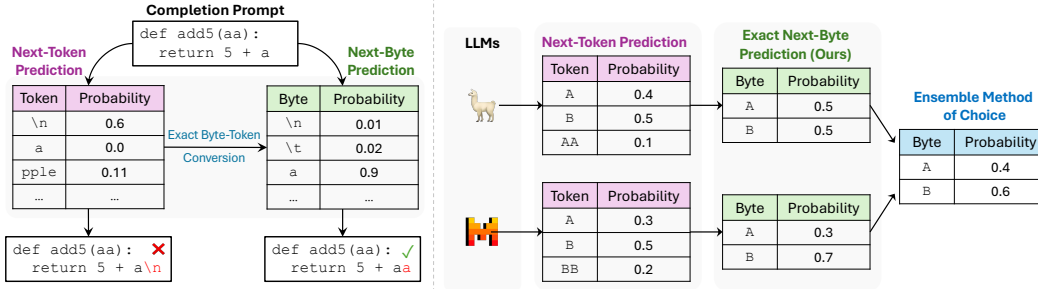 Completion Prompt
def add5(aa):
return 5 + a
Next-Token
Prediction
Next-Byte
Prediction
Token Probability
\n 0.6
a 0.0
pple 0.11
... ...
Exact Byte-Token
Conversion
Byte Probability
\n 0.01
\t 0.02
a 0.9
... ...
def add5(aa):
return 5 + a\n
def add5(aa):
return 5 + aa
LLMs
Next-Token Prediction
Token Probability
A 0.4
B 0.5
AA 0.1
Token Probability
A 0.3
B 0.5
BB 0.2
Exact Next-Byte
Prediction (Ours)
Byte Probability
A 0.5
B 0.5
Byte Probability
A 0.3
B 0.7
Ensemble Method
of Choice
Byte Probability
A 0.4
B 0.6